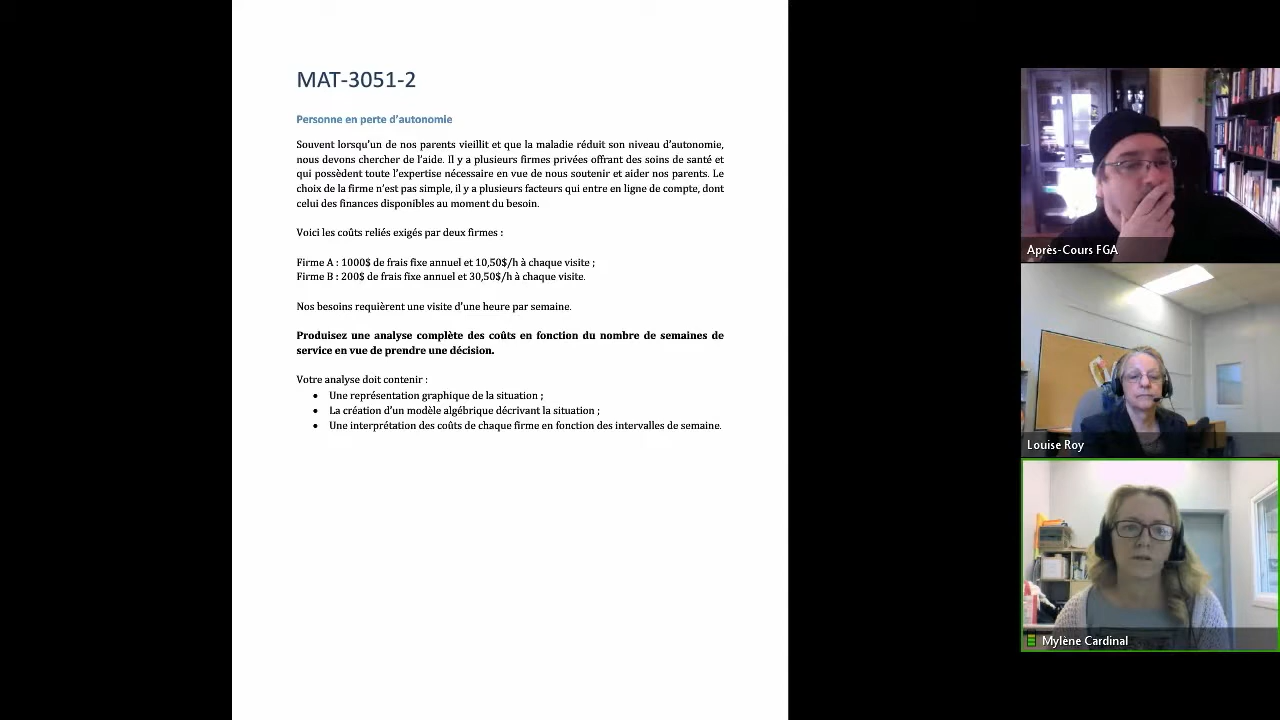 MAT-3051-2
Personne en perte d'autonomie
Souvent lorsqu'un de nos parents vieillit et que la maladie réduit son niveau d'autonomie,
nous devons chercher de l'aide. Il y a plusieurs firmes privées offrant des soins de santé et
qui possèdent toute l'expertise nécessaire en vue de nous soutenir et aider nos parents. Le
choix de la firme n'est pas simple, il y a plusieurs facteurs qui entre en ligne de compte, dont
celui des finances disponibles au moment du besoin.
Voici les coûts reliés exigés par deux firmes :
Firme A : 1000$ de frais fixe annuel et 10,50$/h à chaque visite ;
Firme B : 200$ de frais fixe annuel et 30,50$/h à chaque visite.
Nos besoins requièrent une visite d'une heure par semaine.
Produisez une analyse complète des coûts en fonction du nombre de semaines de
service en vue de prendre une décision.
Votre analyse doit contenir :
• Une représentation graphique de la situation ;
• La création d'un modèle algébrique décrivant la situation ;
• Une interprétation des coûts de chaque firme en fonction des intervalles de semaine.
Après-Cours FGA
Louise Roy
Mylène Cardinal